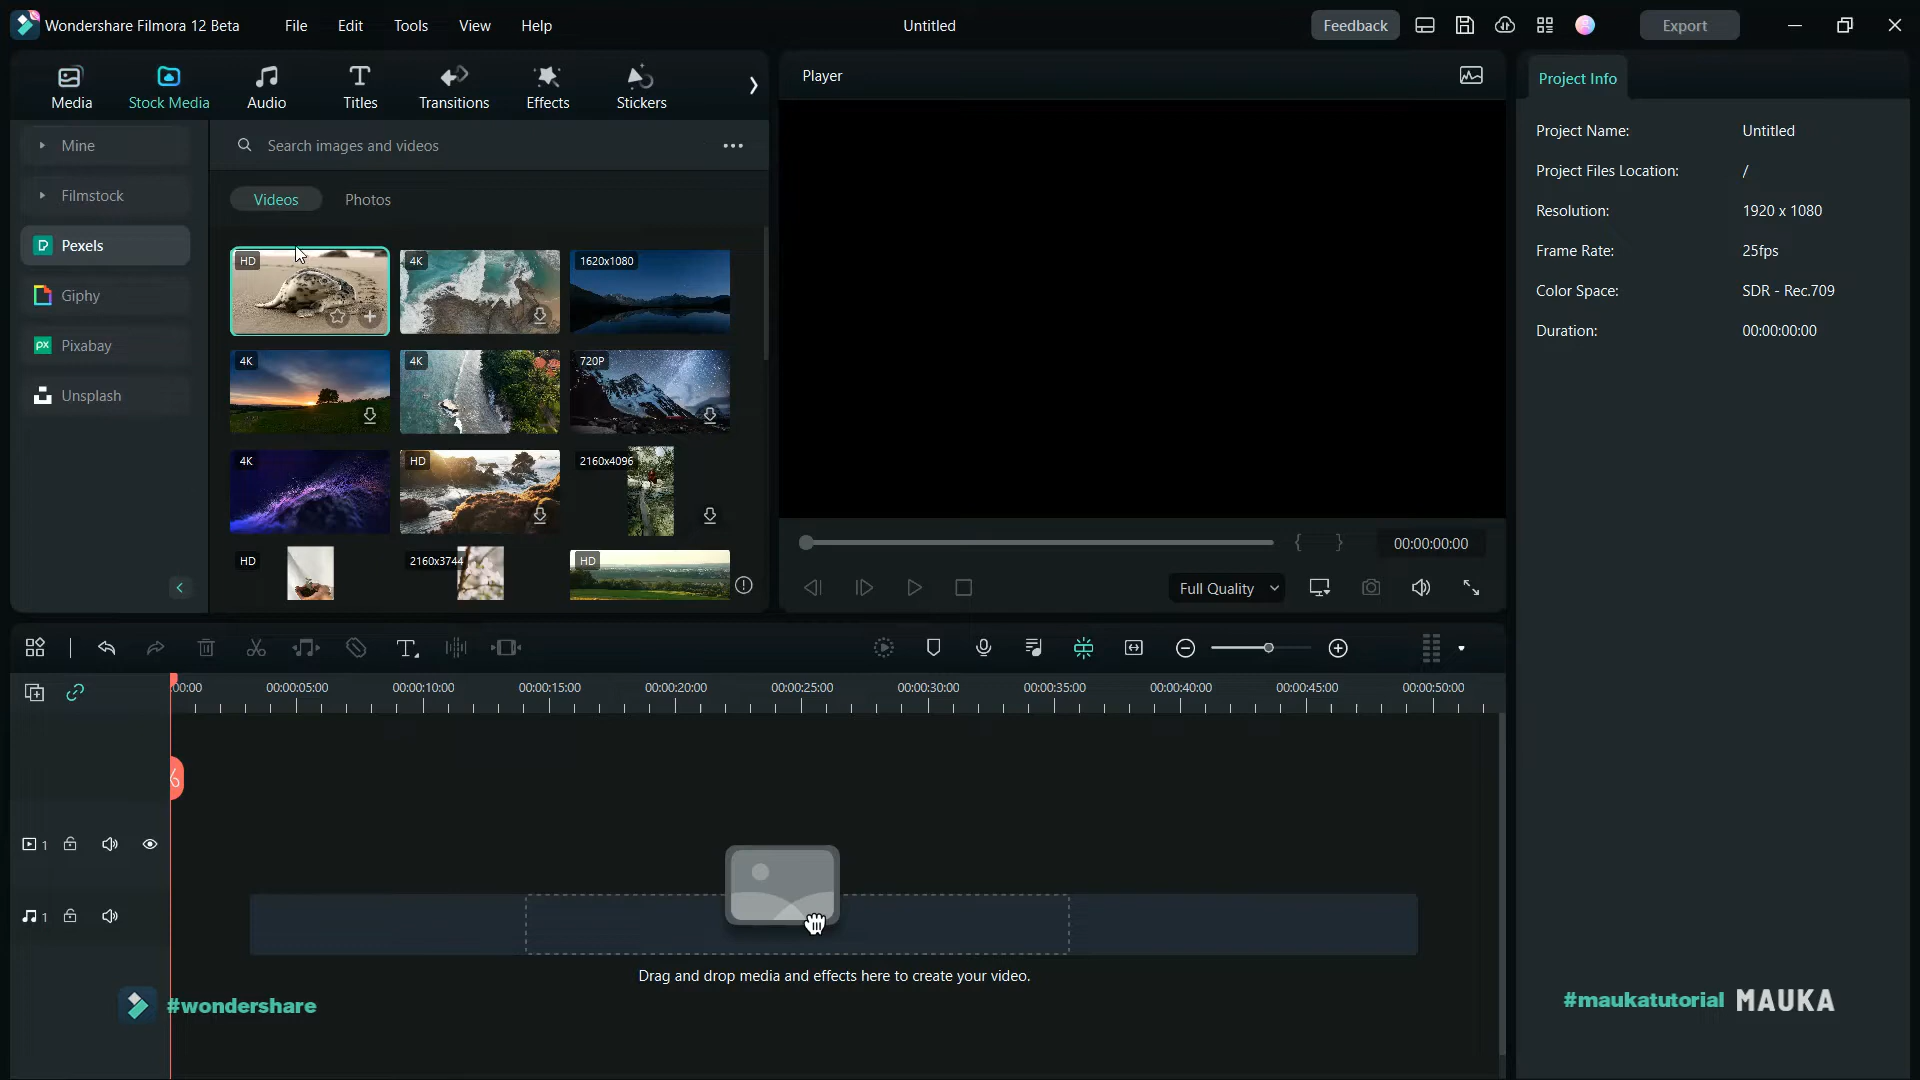 Wondershare Filmora 12 Beta File Edit Tools View Help Untitled Feedback Export
Media Stock Media Audio Titles Transitions Effects Stickers
Player
Project Info
Mine
Filmstock
Pexels
Giphy
Pixabay
Unsplash
Search images and videos
Videos Photos
HD 4K 1620x1080
4K 4K 720P
4K HD 2160x4096
HD 2160x3744 HD
00:00:00:00
Full Quality
Project Name: Untitled
Project Files Location: /
Resolution: 1920 x 1080
Frame Rate: 25fps
Color Space: SDR - Rec.709
Duration: 00:00:00:00
00:00 00:00:05:00 00:00:10:00 00:00:15:00 00:00:20:00 00:00:25:00 00:00:30:00 00:00:35:00 00:00:40:00 00:00:45:00 00:00:50:00
1
1
Drag and drop media and effects here to create your video.
#wondershare
#maukatutorial MAUKA